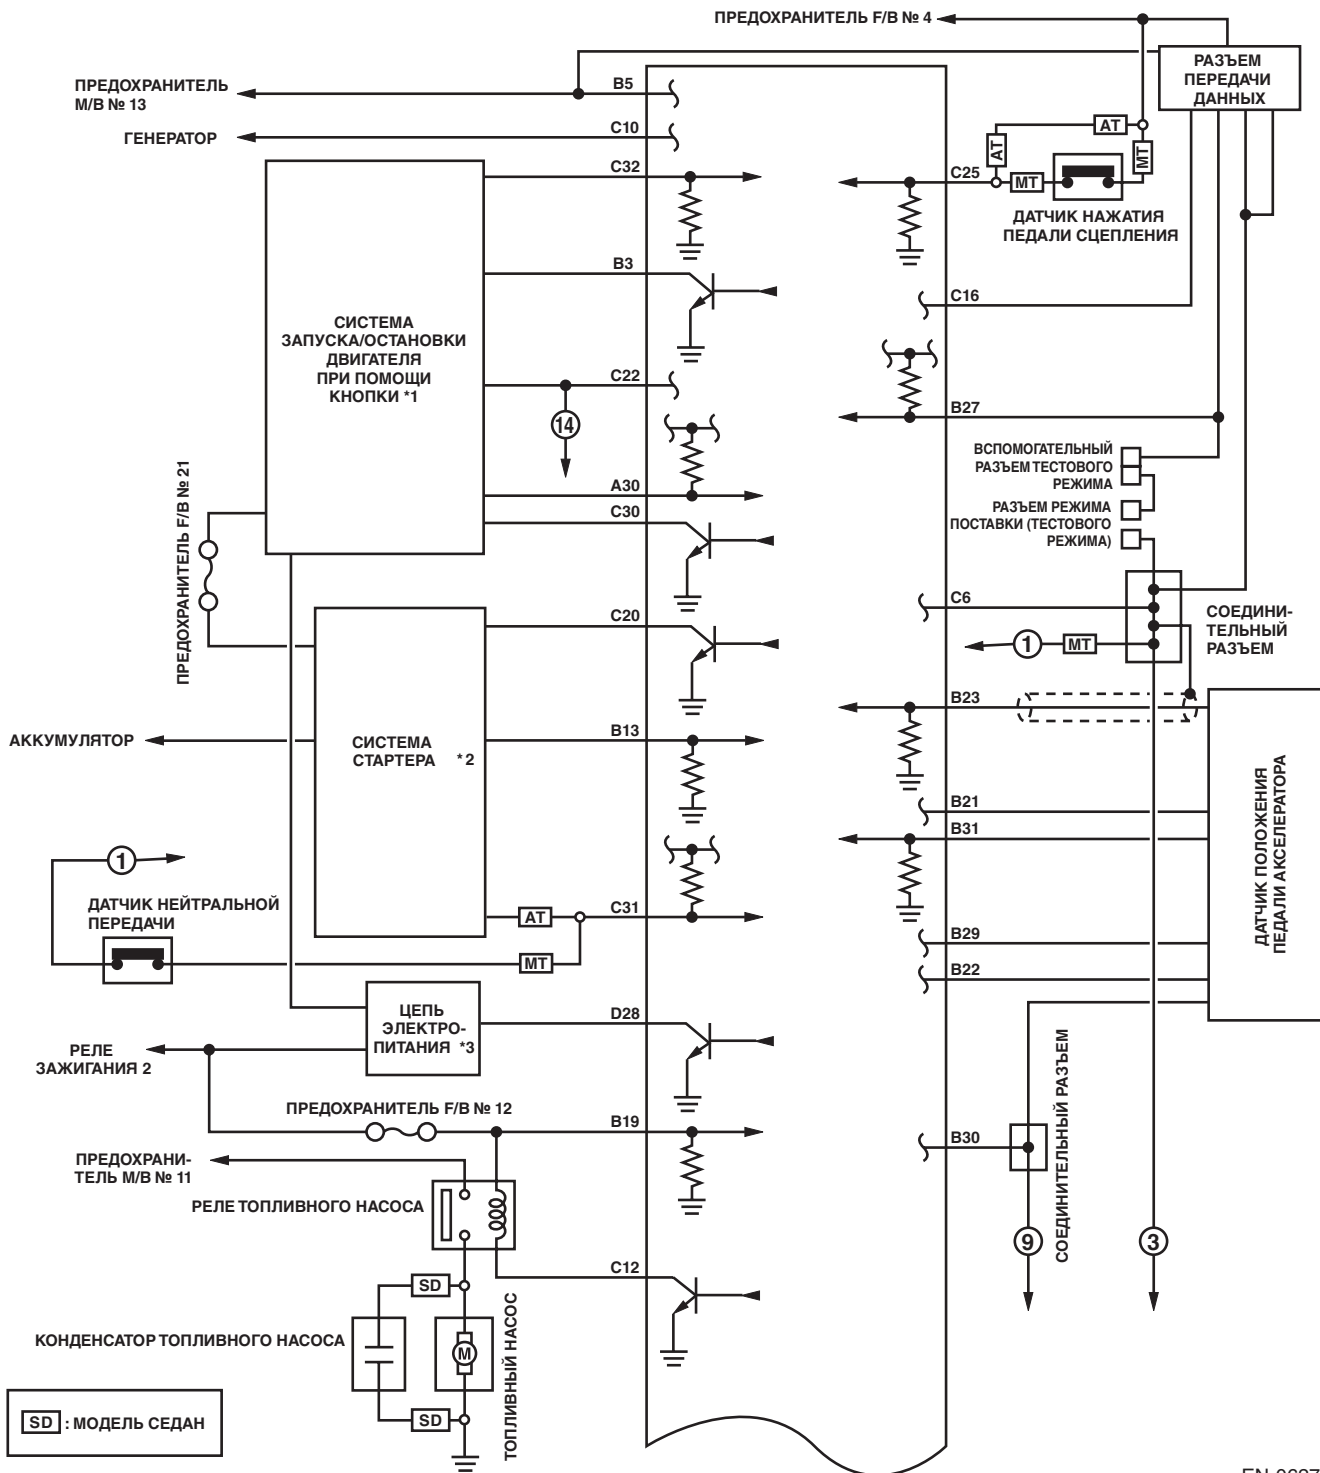 ПРЕДОХРАНИТЕЛЬ F/B № 4
РАЗЪЕМ
ПЕРЕДАЧИ
ДАННЫХ
ПРЕДОХРАНИТЕЛЬ
M/B № 13
B5
ГЕНЕРАТОР
C10
AT
AT
MT
C32
C25
MT
ДАТЧИК НАЖАТИЯ
ПЕДАЛИ СЦЕПЛЕНИЯ
B3
C16
СИСТЕМА
ЗАПУСКА/ОСТАНОВКИ
ДВИГАТЕЛЯ
ПРИ ПОМОЩИ
КНОПКИ *1
C22
14
B27
ВСПОМОГАТЕЛЬНЫЙ
РАЗЪЕМ ТЕСТОВОГО
РЕЖИМА
A30
C30
РАЗЪЕМ РЕЖИМА
ПОСТАВКИ (ТЕСТОВОГО
РЕЖИМА)
ПРЕДОХРАНИТЕЛЬ F/B № 21
C20
C6
СОЕДИНИ-
ТЕЛЬНЫЙ
РАЗЪЕМ
1
MT
B23
АККУМУЛЯТОР
СИСТЕМА
СТАРТЕРА *2
B13
B21
B31
ДАТЧИК ПОЛОЖЕНИЯ
ПЕДАЛИ АКСЕЛЕРАТОРА
1
ДАТЧИК НЕЙТРАЛЬНОЙ
ПЕРЕДАЧИ
AT
C31
MT
B29
B22
ЦЕПЬ
ЭЛЕКТРО-
ПИТАНИЯ *3
D28
РЕЛЕ
ЗАЖИГАНИЯ 2
ПРЕДОХРАНИТЕЛЬ F/B № 12
B19
B30
СОЕДИНИТЕЛЬНЫЙ РАЗЪЕМ
ПРЕДОХРАНИ-
ТЕЛЬ M/B № 11
РЕЛЕ ТОПЛИВНОГО НАСОСА
9
3
C12
SD
КОНДЕНСАТОР ТОПЛИВНОГО НАСОСА
M
ТОПЛИВНЫЙ НАСОС
SD
SD : МОДЕЛЬ СЕДАН